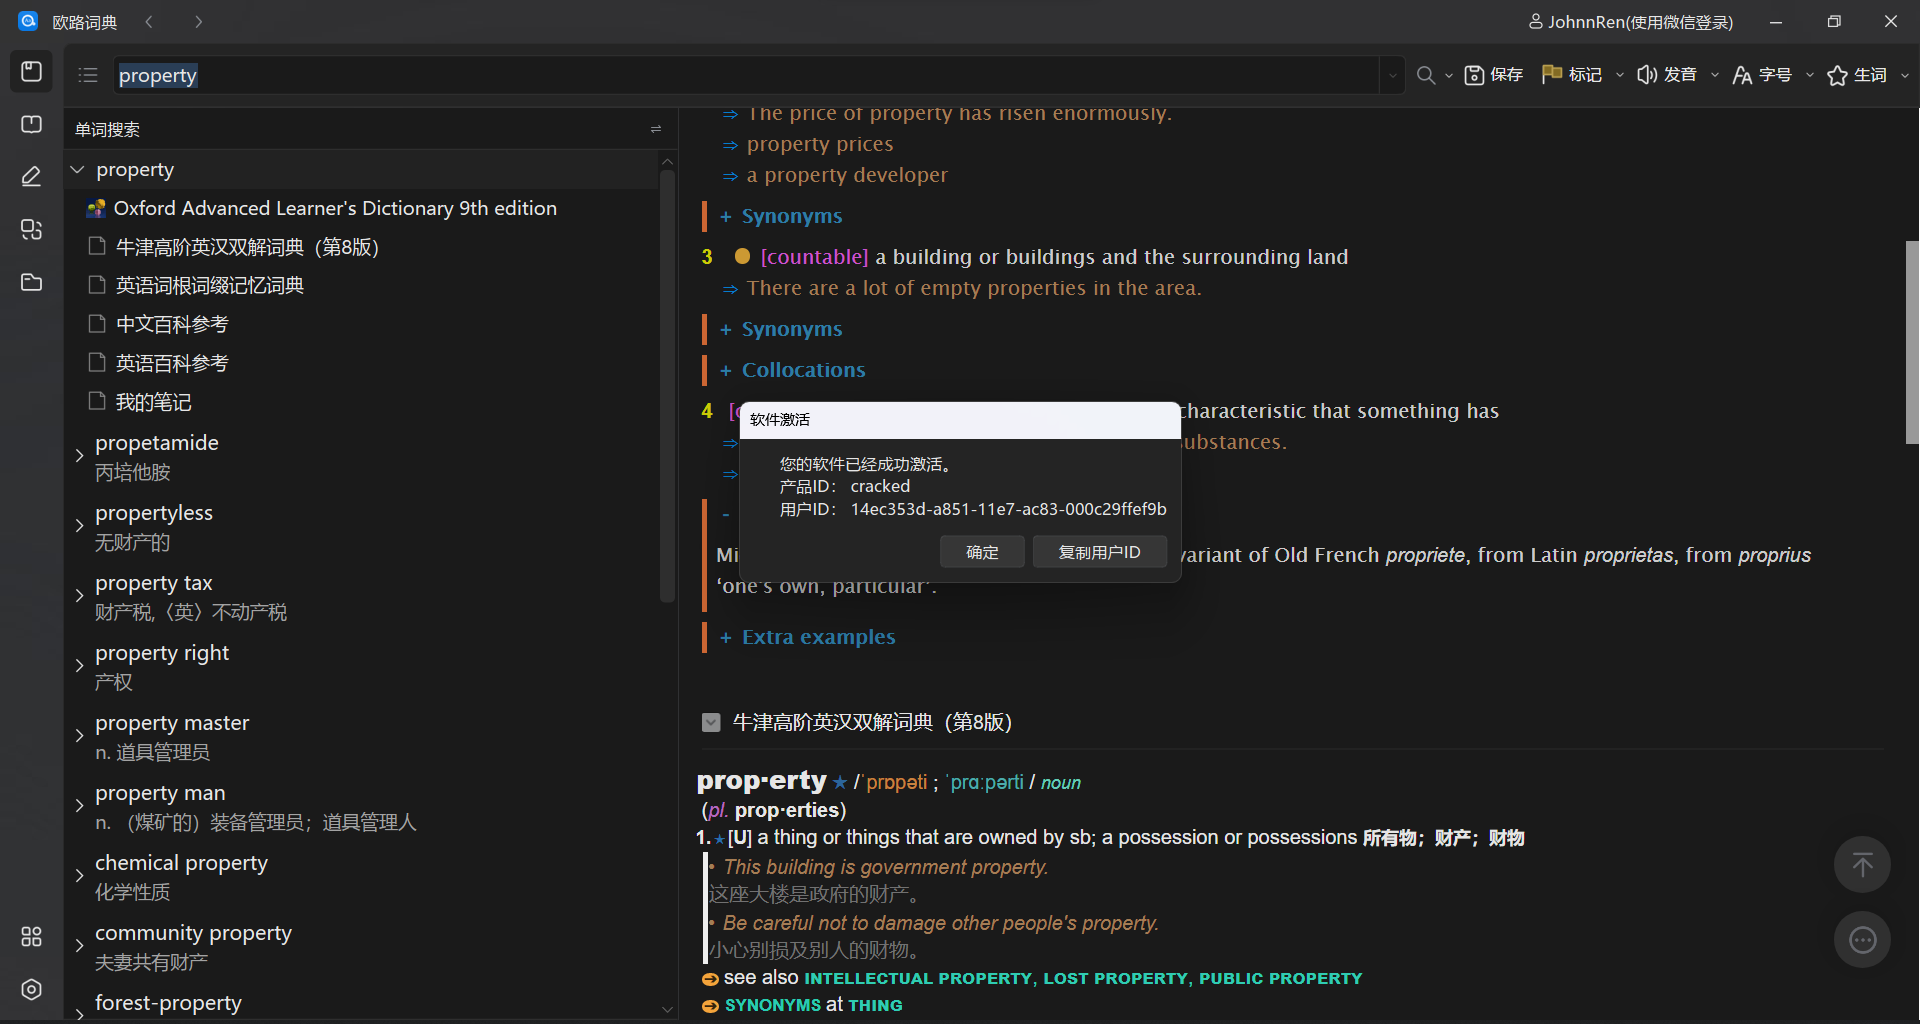 欧路词典
JohnnRen(使用微信登录)
property
保存
标记
发音
字号
生词
单词搜索
property
Oxford Advanced Learner's Dictionary 9th edition
牛津高阶英汉双解词典（第8版）
英语词根词缀记忆词典
中文百科参考
英语百科参考
我的笔记
propetamide
丙培他胺
propertyless
无财产的
property tax
财产税,〈英〉不动产税
property right
产权
property master
n. 道具管理员
property man
n. （煤矿的）装备管理员；道具管理人
chemical property
化学性质
community property
夫妻共有财产
forest-property
⇒ The price of property has risen enormously.
⇒ property prices
⇒ a property developer
+ Synonyms
3 [countable] a building or buildings and the surrounding land
⇒ There are a lot of empty properties in the area.
+ Synonyms
+ Collocations
4 [c
characteristic that something has
⇒
ubstances.
⇒
-
Mi
variant of Old French propriete, from Latin proprietas, from proprius
‘one's own, particular’.
+ Extra examples
软件激活
您的软件已经成功激活。
产品ID： cracked
用户ID： 14ec353d-a851-11e7-ac83-000c29ffef9b
确定
复制用户ID
牛津高阶英汉双解词典（第8版）
prop·erty ★ /ˈprɒpəti ; ˈprɑːpərti / noun
(pl. prop·erties)
1. ★[U] a thing or things that are owned by sb; a possession or possessions 所有物；财产；财物
• This building is government property.
这座大楼是政府的财产。
• Be careful not to damage other people's property.
小心别损及别人的财物。
➔ see also INTELLECTUAL PROPERTY, LOST PROPERTY, PUBLIC PROPERTY
➔ SYNONYMS at THING